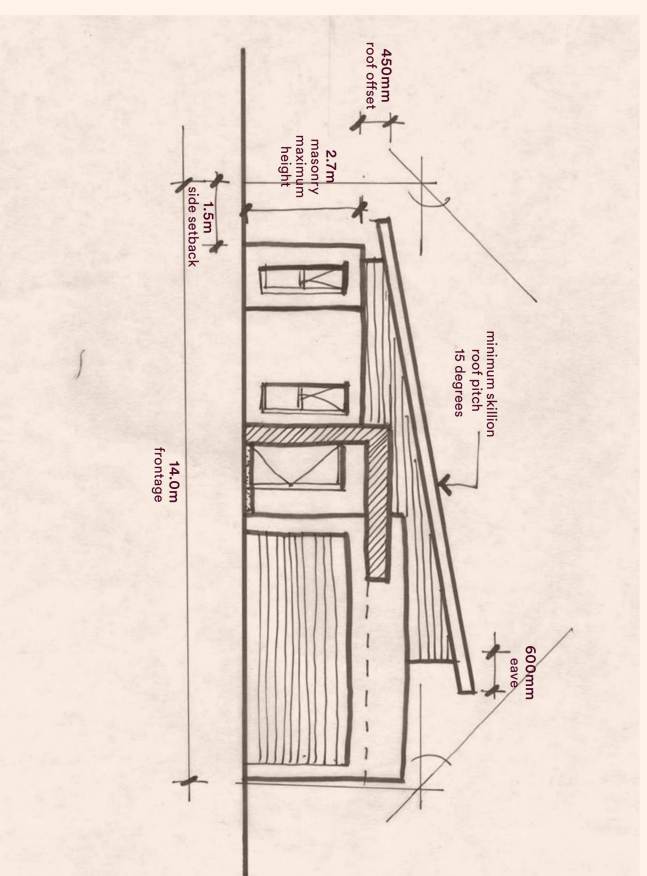 450mm
roof offset
2.7m
masonry
maximum
height
1.5m
side setback
minimum skillion
roof pitch
15 degrees
14.0m
frontage
600mm
eave